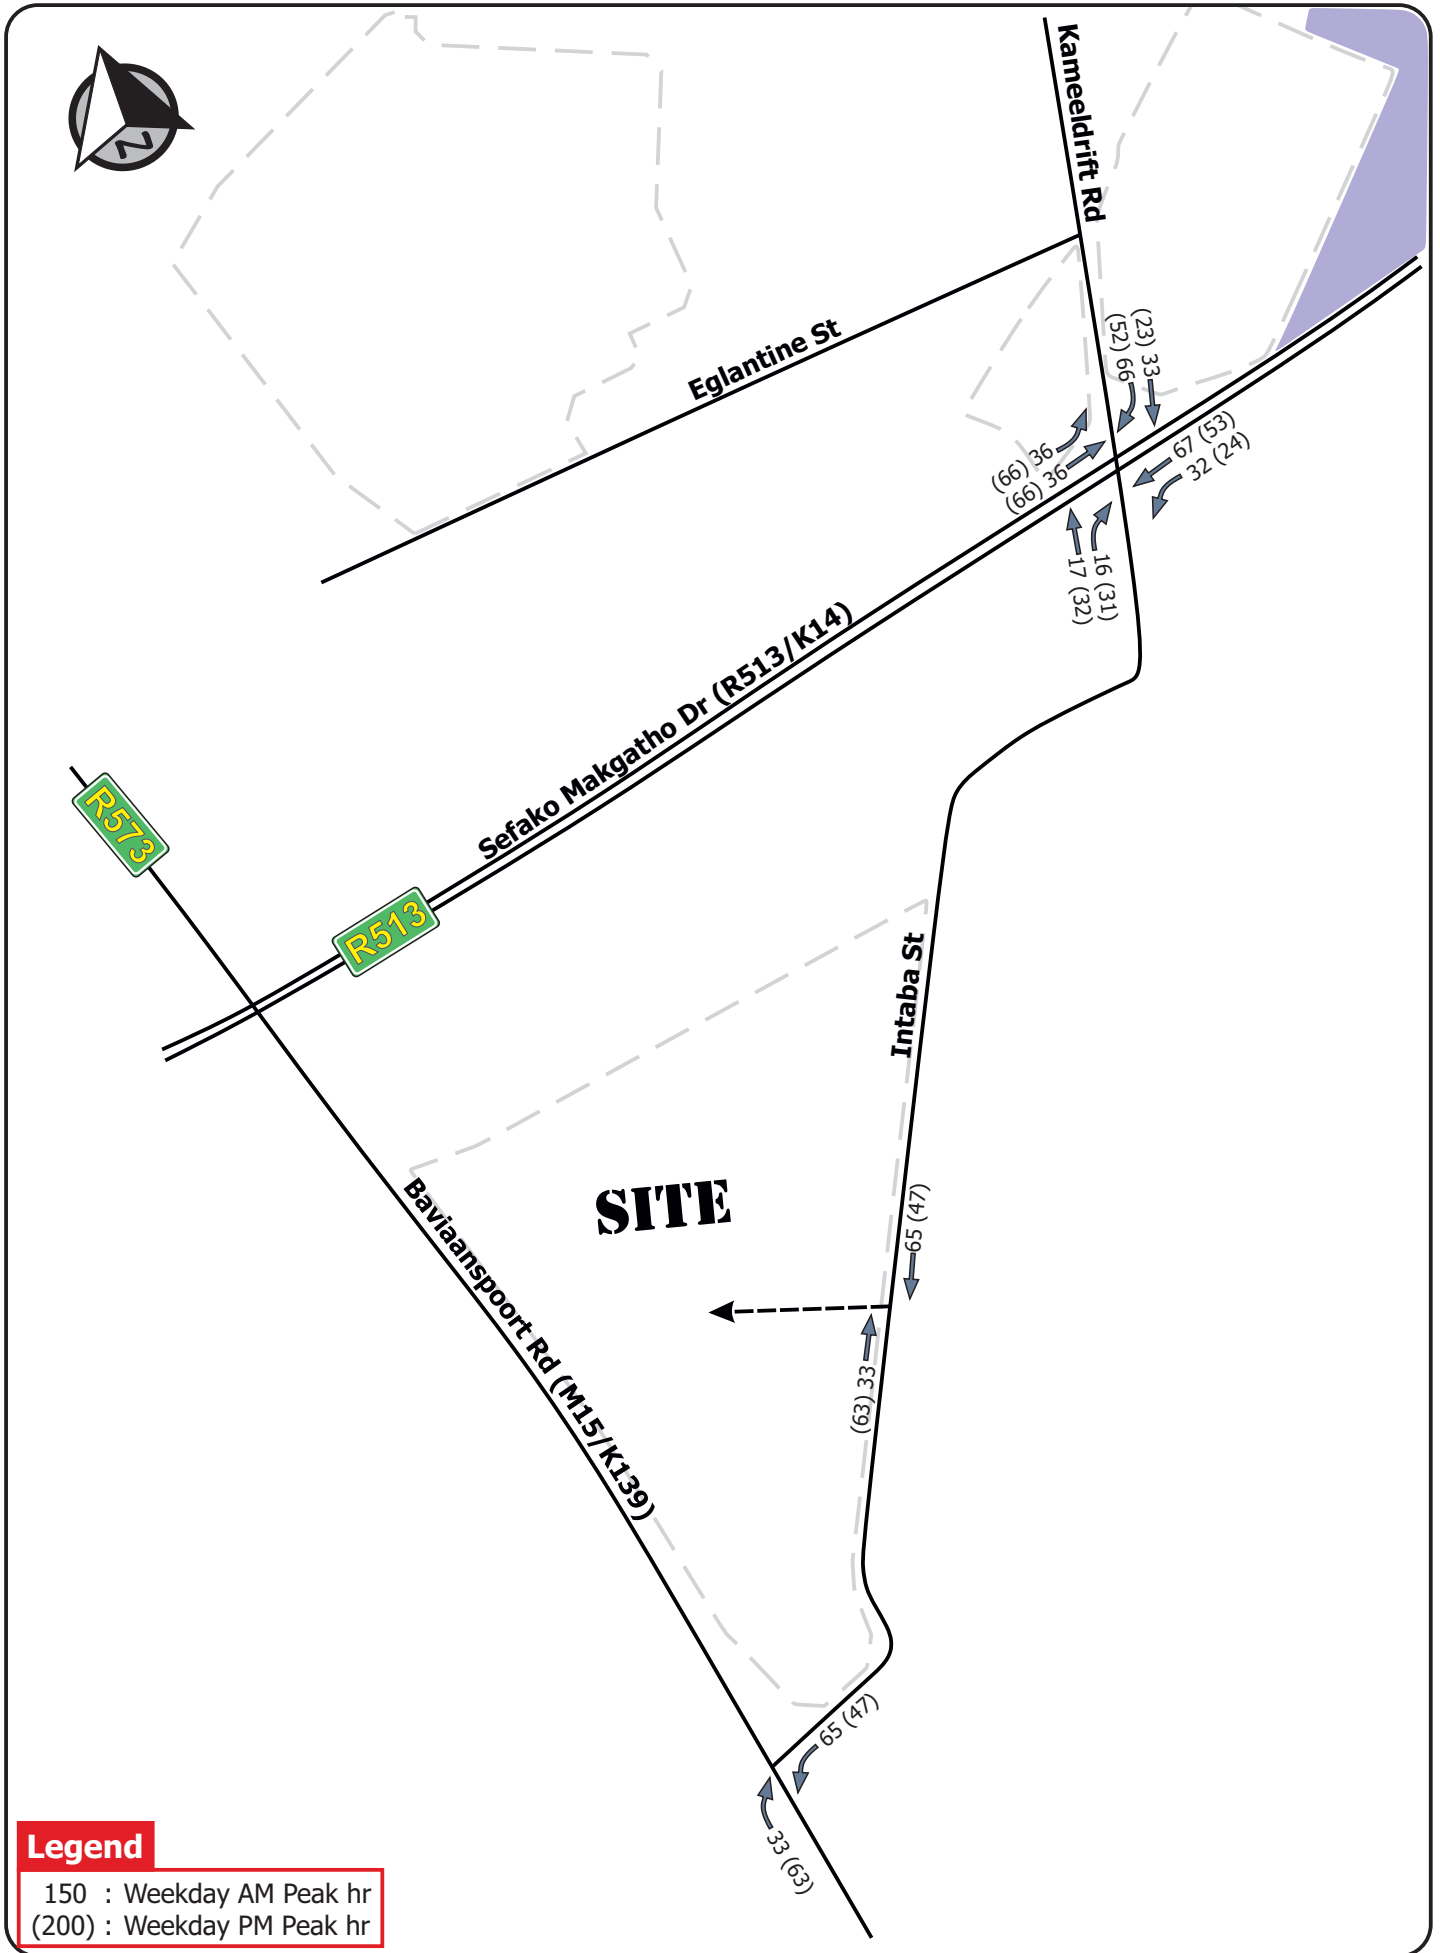 N
Kameeldrift Rd
Eglantine St
(23) 33
(52) 66
(66) 36
(66) 36
67 (53)
32 (24)
17 (32)
16 (31)
Sefako Makgatho Dr (R513/K14)
R573
R513
Intaba St
SITE
65 (47)
(63) 33
Baviaanspoort Rd (M15/K139)
65 (47)
33 (63)
Legend
150 : Weekday AM Peak hr
(200) : Weekday PM Peak hr